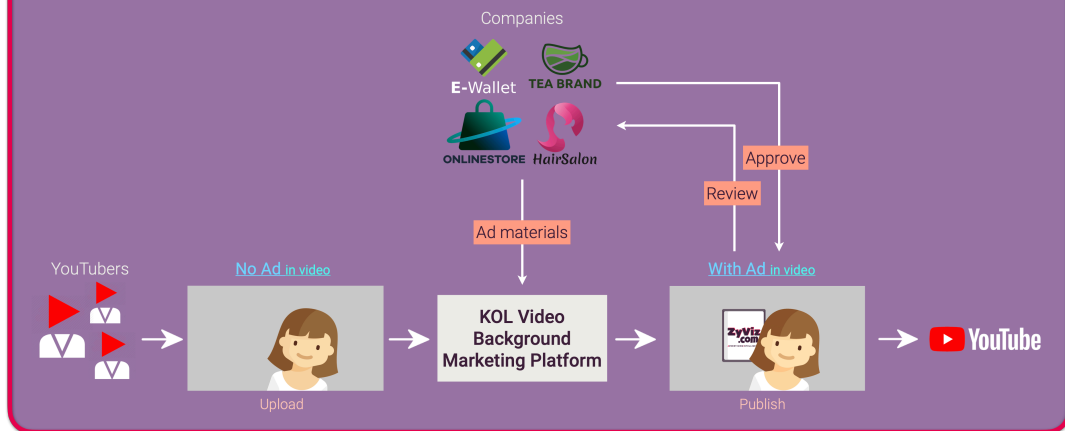 Companies
E-Wallet
TEA BRAND
ONLINESTORE
HairSalon
Approve
Review
Ad materials
YouTubers
No Ad in video
With Ad in video
KOL Video
Background
Marketing Platform
ZyViz
.com
YouTube
Upload
Publish